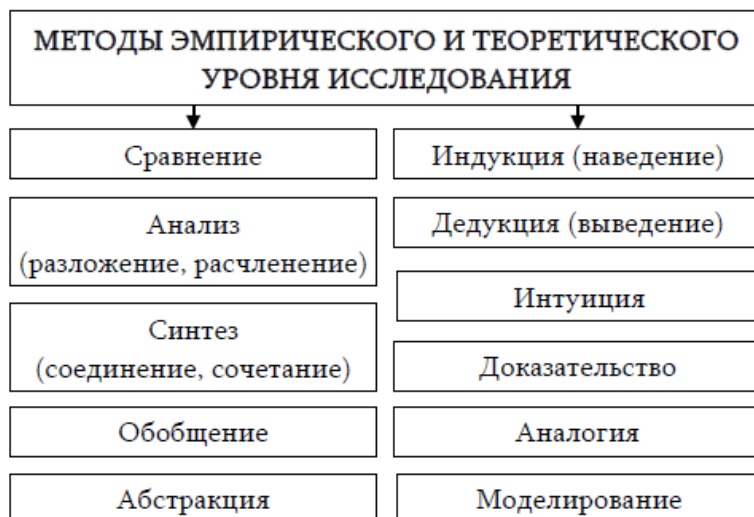 МЕТОДЫ ЭМПИРИЧЕСКОГО И ТЕОРЕТИЧЕСКОГО
УРОВНЯ ИССЛЕДОВАНИЯ
Сравнение
Анализ
(разложение, расчленение)
Синтез
(соединение, сочетание)
Обобщение
Абстракция
Индукция (наведение)
Дедукция (выведение)
Интуиция
Доказательство
Аналогия
Моделирование